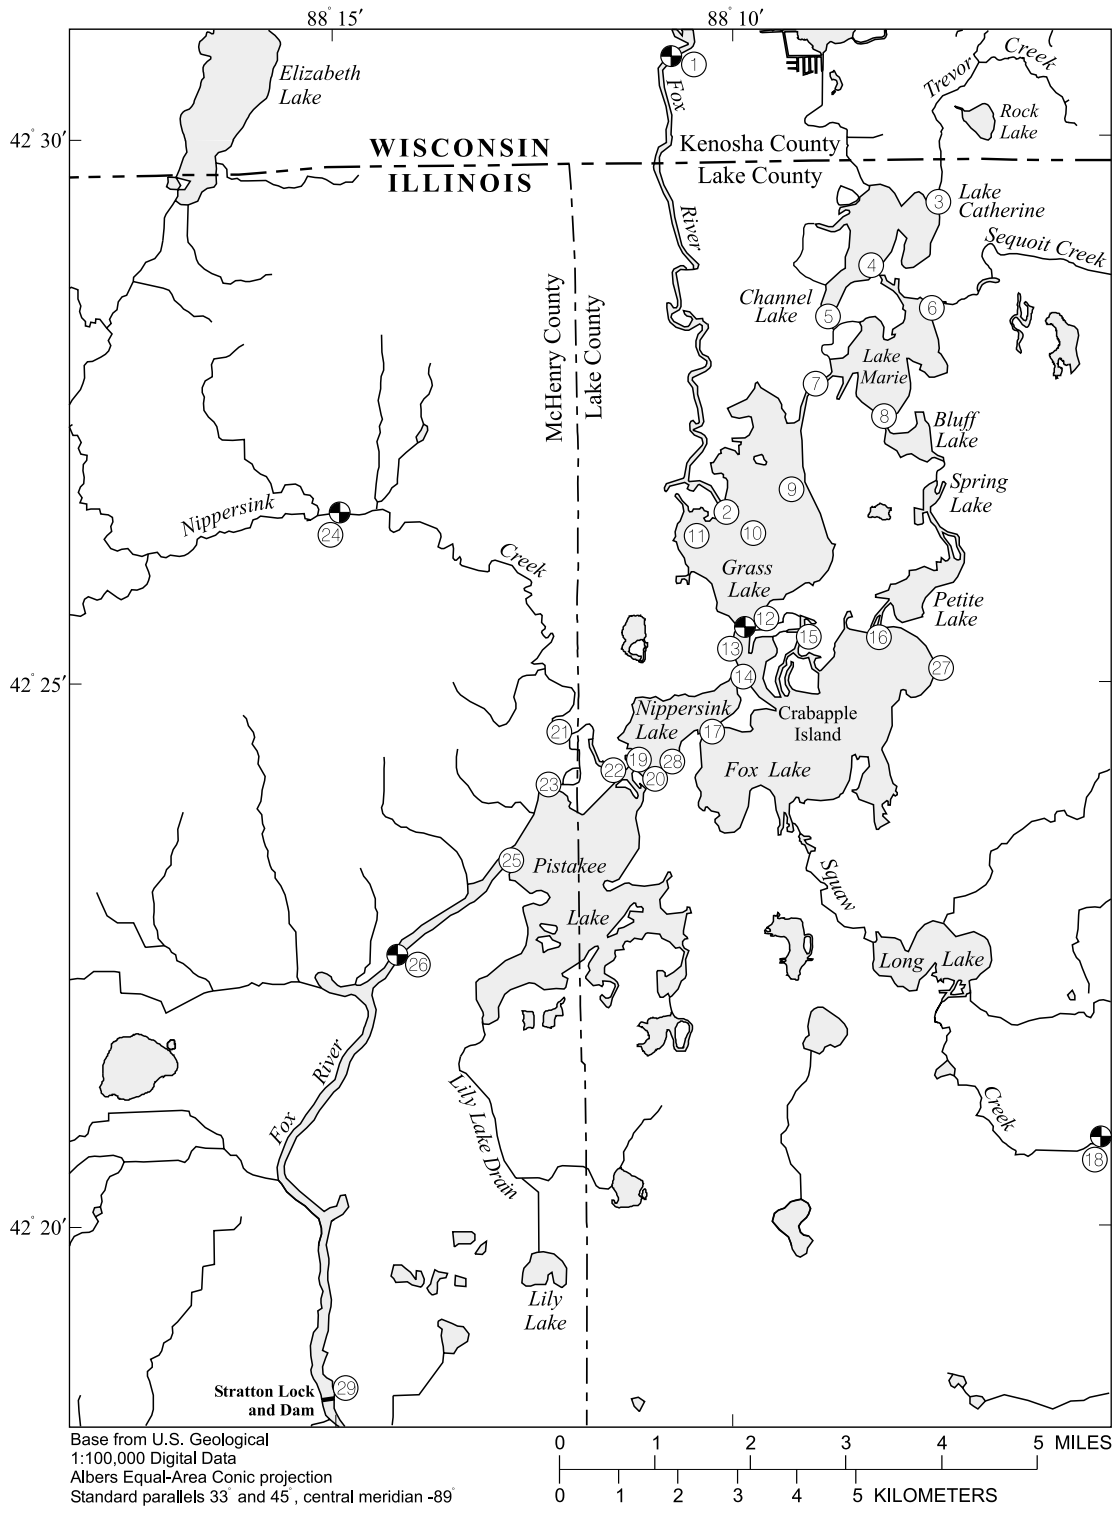 88° 15′
88° 10′
Elizabeth
Lake
1
Fox
Trevor
Creek
Rock
Lake
42° 30′
WISCONSIN
Kenosha County
ILLINOIS
Lake County
3
Lake
Catherine
River
Sequoit Creek
4
McHenry County
Lake County
Channel
Lake
5
6
Lake
Marie
7
8
Bluff
Lake
Spring
Lake
9
Nippersink
24
2
11
10
Creek
Grass
Lake
Petite
Lake
12
13
15
16
27
42° 25′
14
Nippersink
Lake
Crabapple
Island
21
17
19
28
22
20
23
Fox Lake
25
Pistakee
Lake
Squaw
26
Long Lake
River
Fox
Lily Lake Drain
Creek
18
42° 20′
Lily
Lake
Stratton Lock
and Dam
29
Base from U.S. Geological
1:100,000 Digital Data
Albers Equal-Area Conic projection
Standard parallels 33° and 45°, central meridian -89°
0 1 2 3 4 5 MILES
0 1 2 3 4 5 KILOMETERS